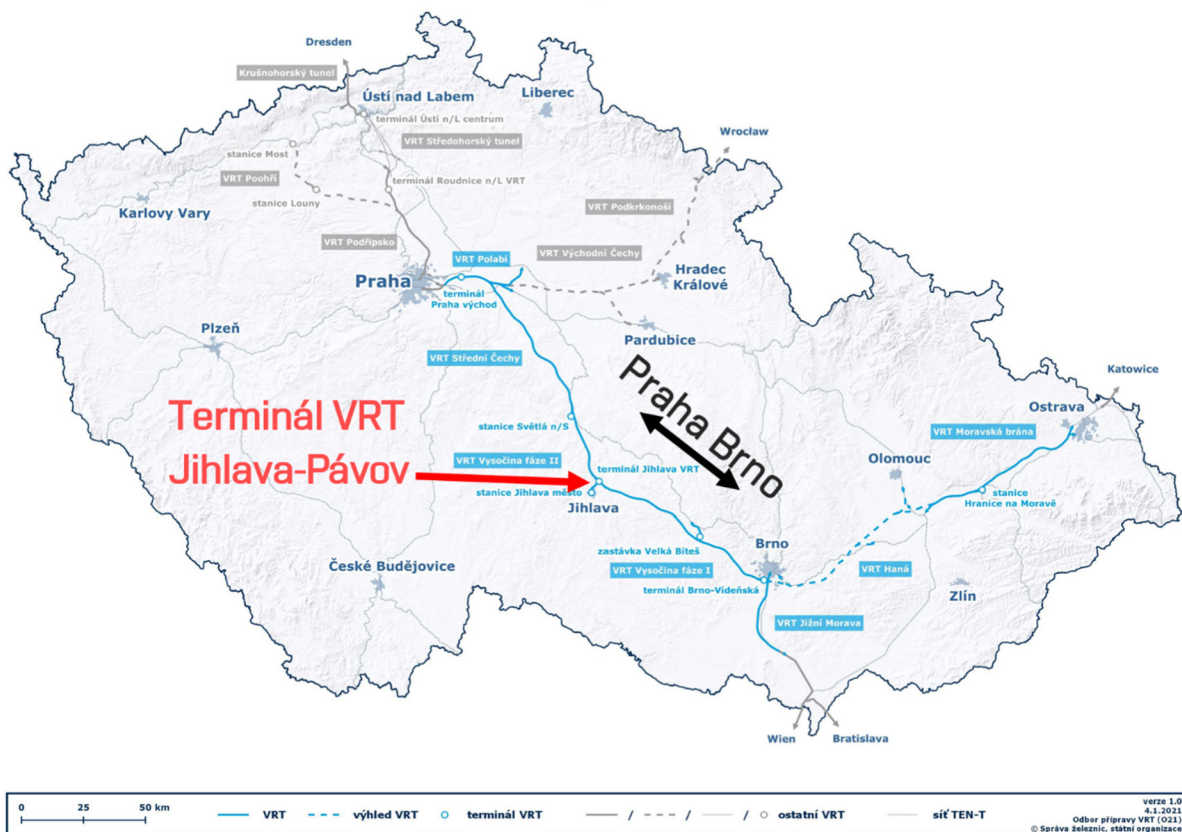 Dresden
Krušnohorský tunel
Ústí nad Labem
Liberec
terminál Ústí n/L centrum
Wrocław
VRT Středohorský tunel
stanice Most
VRT Poohří
terminál Roudnice n/L VRT
stanice Louny
Karlovy Vary
VRT Podkrkonoší
VRT Podřipsko
VRT Východní Čechy
VRT Polabí
Hradec
Králové
Praha
terminál
Praha východ
Plzeň
Pardubice
VRT Střední Čechy
Praha Brno
Katowice
Ostrava
Terminál VRT
Jihlava-Pávov
stanice Světlá n/S
VRT Moravská brána
VRT Vysočina fáze II
terminál Jihlava VRT
Olomouc
stanice Jihlava město
stanice
Hranice na Moravě
Jihlava
Brno
zastávka Velká Bíteš
České Budějovice
VRT Vysočina fáze I
VRT Haná
terminál Brno-Vídeňská
Zlín
VRT Jižní Morava
Wien
Bratislava
0 25 50 km
VRT
výhled VRT
terminál VRT
/ / / ostatní VRT
síť TEN-T
verze 1.0
4.1.2021
Odbor přípravy VRT (O21)
© Správa železnic, státní organizace